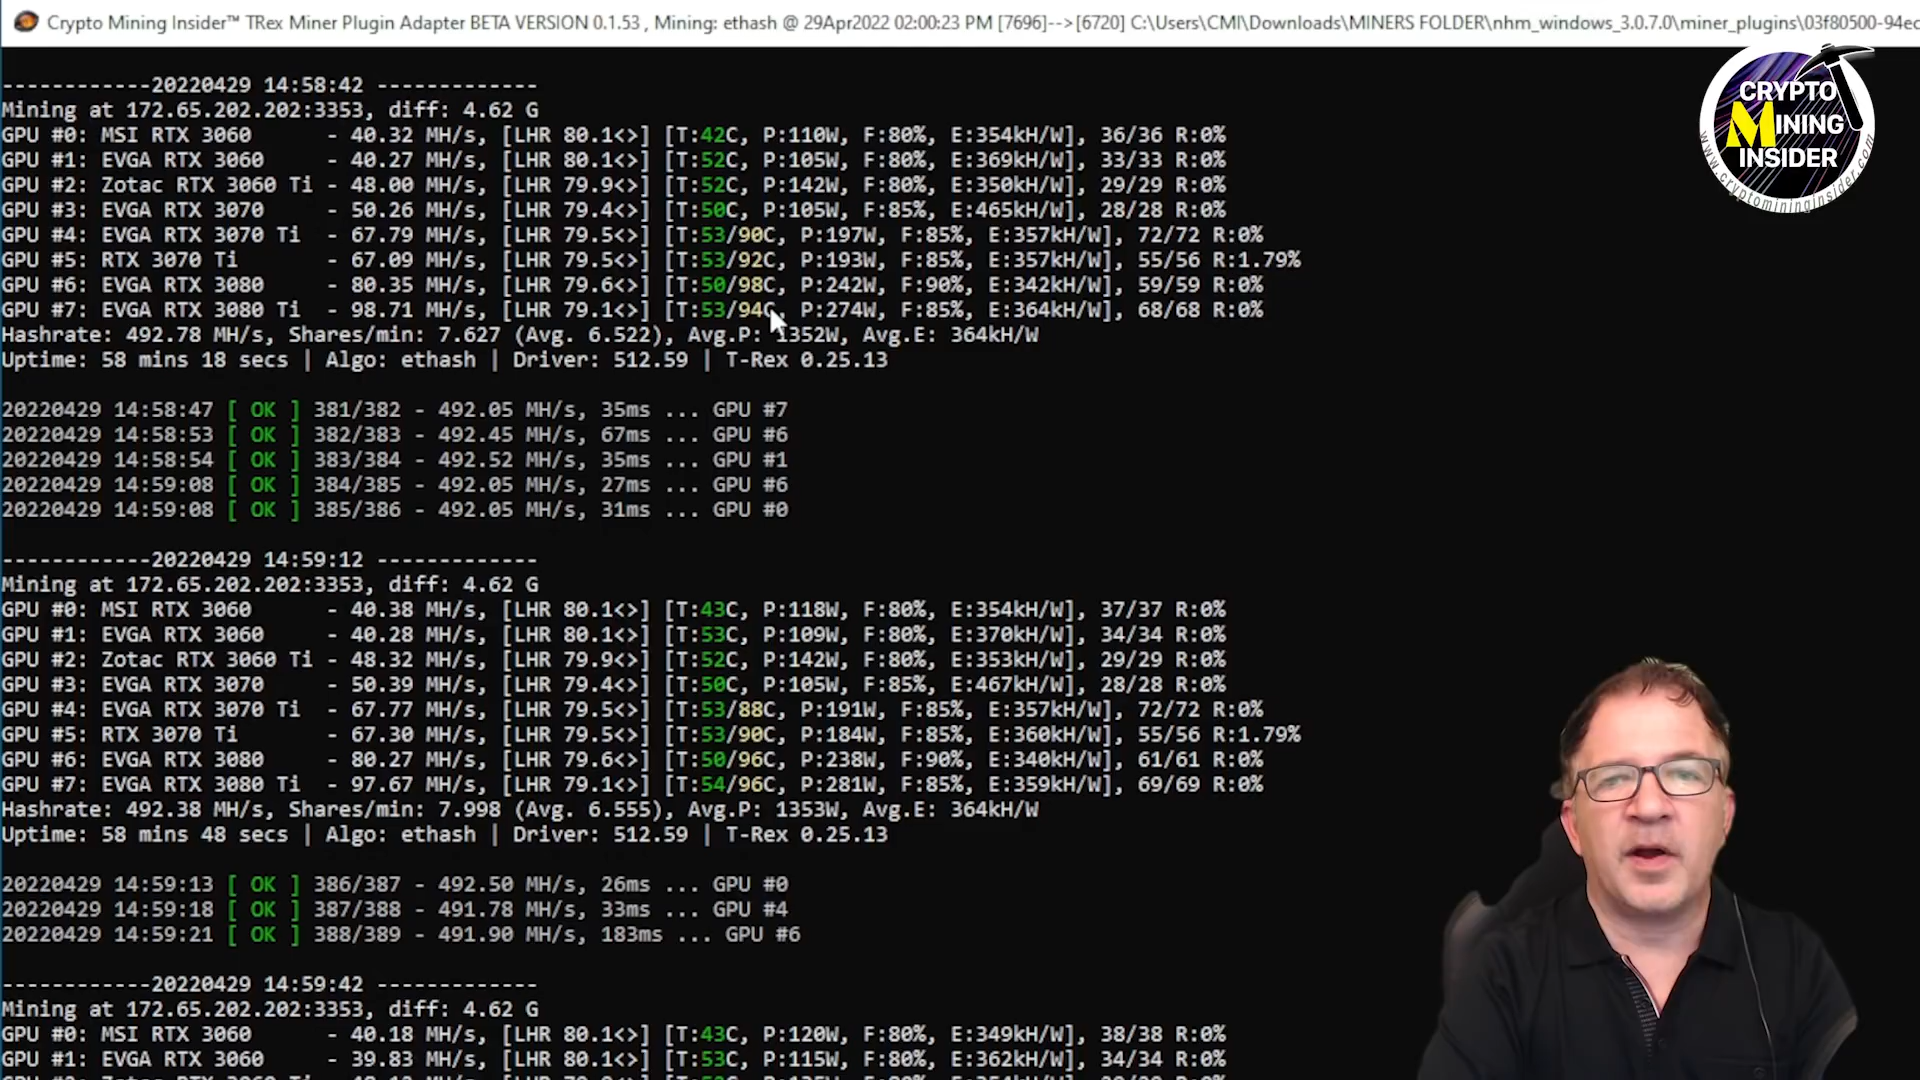 Crypto Mining Insider™ TRex Miner Plugin Adapter BETA VERSION 0.1.53 , Mining: ethash @ 29Apr2022 02:00:23 PM [7696]-->[6720] C:\Users\CMI\Downloads\MINERS FOLDER\nhm_windows_3.0.7.0\miner_plugins\03f80500-94ec
CRYPTO
MINING
INSIDER
www.cryptomininginsider.com
------------20220429 14:58:42 -------------
Mining at 172.65.202.202:3353, diff: 4.62 G
GPU #0: MSI RTX 3060 - 40.32 MH/s, [LHR 80.1<>] [T:42C, P:110W, F:80%, E:354kH/W], 36/36 R:0%
GPU #1: EVGA RTX 3060 - 40.27 MH/s, [LHR 80.1<>] [T:52C, P:105W, F:80%, E:369kH/W], 33/33 R:0%
GPU #2: Zotac RTX 3060 Ti - 48.00 MH/s, [LHR 79.9<>] [T:52C, P:142W, F:80%, E:350kH/W], 29/29 R:0%
GPU #3: EVGA RTX 3070 - 50.26 MH/s, [LHR 79.4<>] [T:50C, P:105W, F:85%, E:465kH/W], 28/28 R:0%
GPU #4: EVGA RTX 3070 Ti - 67.79 MH/s, [LHR 79.5<>] [T:53/90C, P:197W, F:85%, E:357kH/W], 72/72 R:0%
GPU #5: RTX 3070 Ti - 67.09 MH/s, [LHR 79.5<>] [T:53/92C, P:193W, F:85%, E:357kH/W], 55/56 R:1.79%
GPU #6: EVGA RTX 3080 - 80.35 MH/s, [LHR 79.6<>] [T:50/98C, P:242W, F:90%, E:342kH/W], 59/59 R:0%
GPU #7: EVGA RTX 3080 Ti - 98.71 MH/s, [LHR 79.1<>] [T:53/94C, P:274W, F:85%, E:364kH/W], 68/68 R:0%
Hashrate: 492.78 MH/s, Shares/min: 7.627 (Avg. 6.522), Avg.P: 1352W, Avg.E: 364kH/W
Uptime: 58 mins 18 secs | Algo: ethash | Driver: 512.59 | T-Rex 0.25.13
20220429 14:58:47 [ OK ] 381/382 - 492.05 MH/s, 35ms ... GPU #7
20220429 14:58:53 [ OK ] 382/383 - 492.45 MH/s, 67ms ... GPU #6
20220429 14:58:54 [ OK ] 383/384 - 492.52 MH/s, 35ms ... GPU #1
20220429 14:59:08 [ OK ] 384/385 - 492.05 MH/s, 27ms ... GPU #6
20220429 14:59:08 [ OK ] 385/386 - 492.05 MH/s, 31ms ... GPU #0
------------20220429 14:59:12 -------------
Mining at 172.65.202.202:3353, diff: 4.62 G
GPU #0: MSI RTX 3060 - 40.38 MH/s, [LHR 80.1<>] [T:43C, P:118W, F:80%, E:354kH/W], 37/37 R:0%
GPU #1: EVGA RTX 3060 - 40.28 MH/s, [LHR 80.1<>] [T:53C, P:109W, F:80%, E:370kH/W], 34/34 R:0%
GPU #2: Zotac RTX 3060 Ti - 48.32 MH/s, [LHR 79.9<>] [T:52C, P:142W, F:80%, E:353kH/W], 29/29 R:0%
GPU #3: EVGA RTX 3070 - 50.39 MH/s, [LHR 79.4<>] [T:50C, P:105W, F:85%, E:467kH/W], 28/28 R:0%
GPU #4: EVGA RTX 3070 Ti - 67.77 MH/s, [LHR 79.5<>] [T:53/88C, P:191W, F:85%, E:357kH/W], 72/72 R:0%
GPU #5: RTX 3070 Ti - 67.30 MH/s, [LHR 79.5<>] [T:53/90C, P:184W, F:85%, E:360kH/W], 55/56 R:1.79%
GPU #6: EVGA RTX 3080 - 80.27 MH/s, [LHR 79.6<>] [T:50/96C, P:238W, F:90%, E:340kH/W], 61/61 R:0%
GPU #7: EVGA RTX 3080 Ti - 97.67 MH/s, [LHR 79.1<>] [T:54/96C, P:281W, F:85%, E:359kH/W], 69/69 R:0%
Hashrate: 492.38 MH/s, Shares/min: 7.998 (Avg. 6.555), Avg.P: 1353W, Avg.E: 364kH/W
Uptime: 58 mins 48 secs | Algo: ethash | Driver: 512.59 | T-Rex 0.25.13
20220429 14:59:13 [ OK ] 386/387 - 492.50 MH/s, 26ms ... GPU #0
20220429 14:59:18 [ OK ] 387/388 - 491.78 MH/s, 33ms ... GPU #4
20220429 14:59:21 [ OK ] 388/389 - 491.90 MH/s, 183ms ... GPU #6
------------20220429 14:59:42 -------------
Mining at 172.65.202.202:3353, diff: 4.62 G
GPU #0: MSI RTX 3060 - 40.18 MH/s, [LHR 80.1<>] [T:43C, P:120W, F:80%, E:349kH/W], 38/38 R:0%
GPU #1: EVGA RTX 3060 - 39.83 MH/s, [LHR 80.1<>] [T:53C, P:115W, F:80%, E:362kH/W], 34/34 R:0%